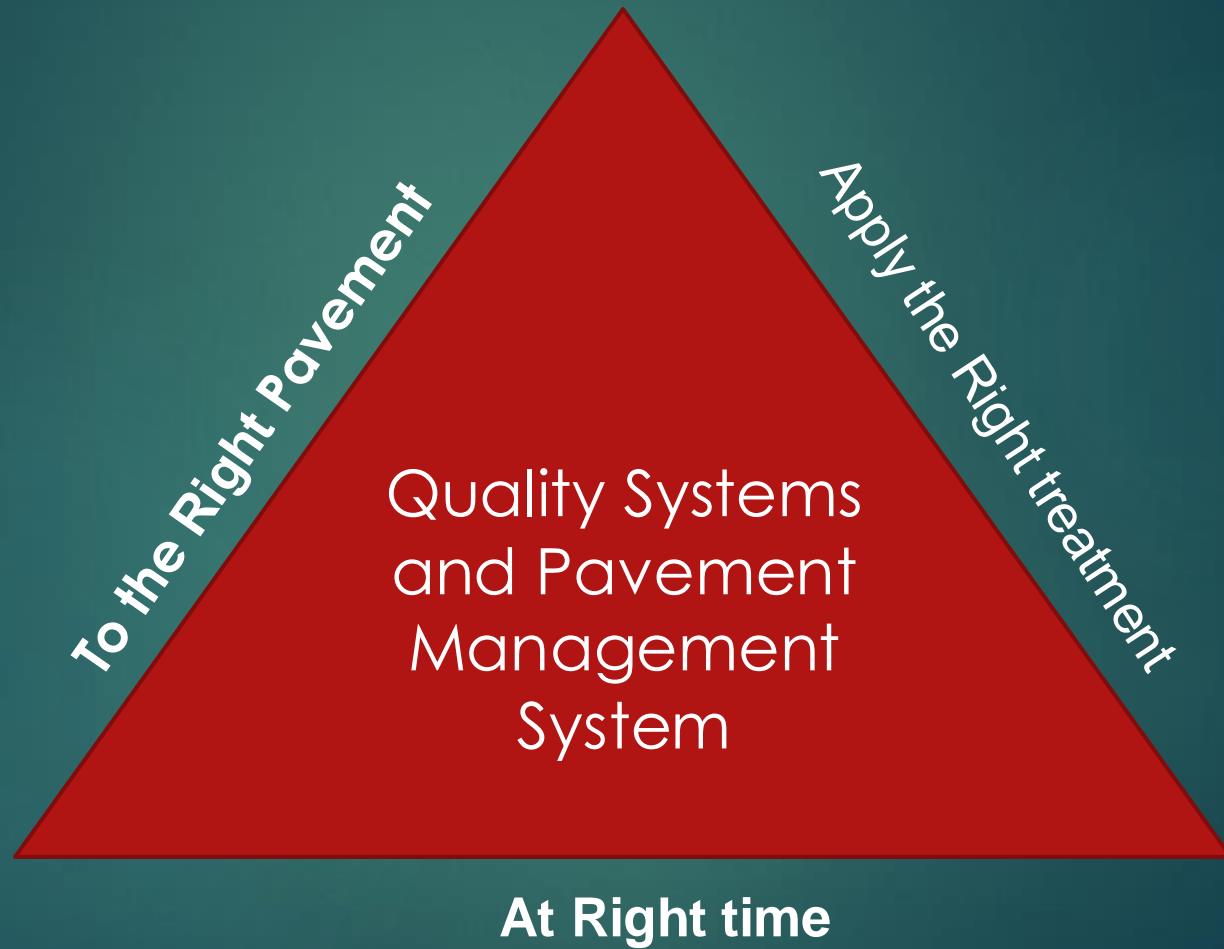 To the Right Pavement
Apply the Right treatment
Quality Systems
and Pavement
Management
System
At Right time